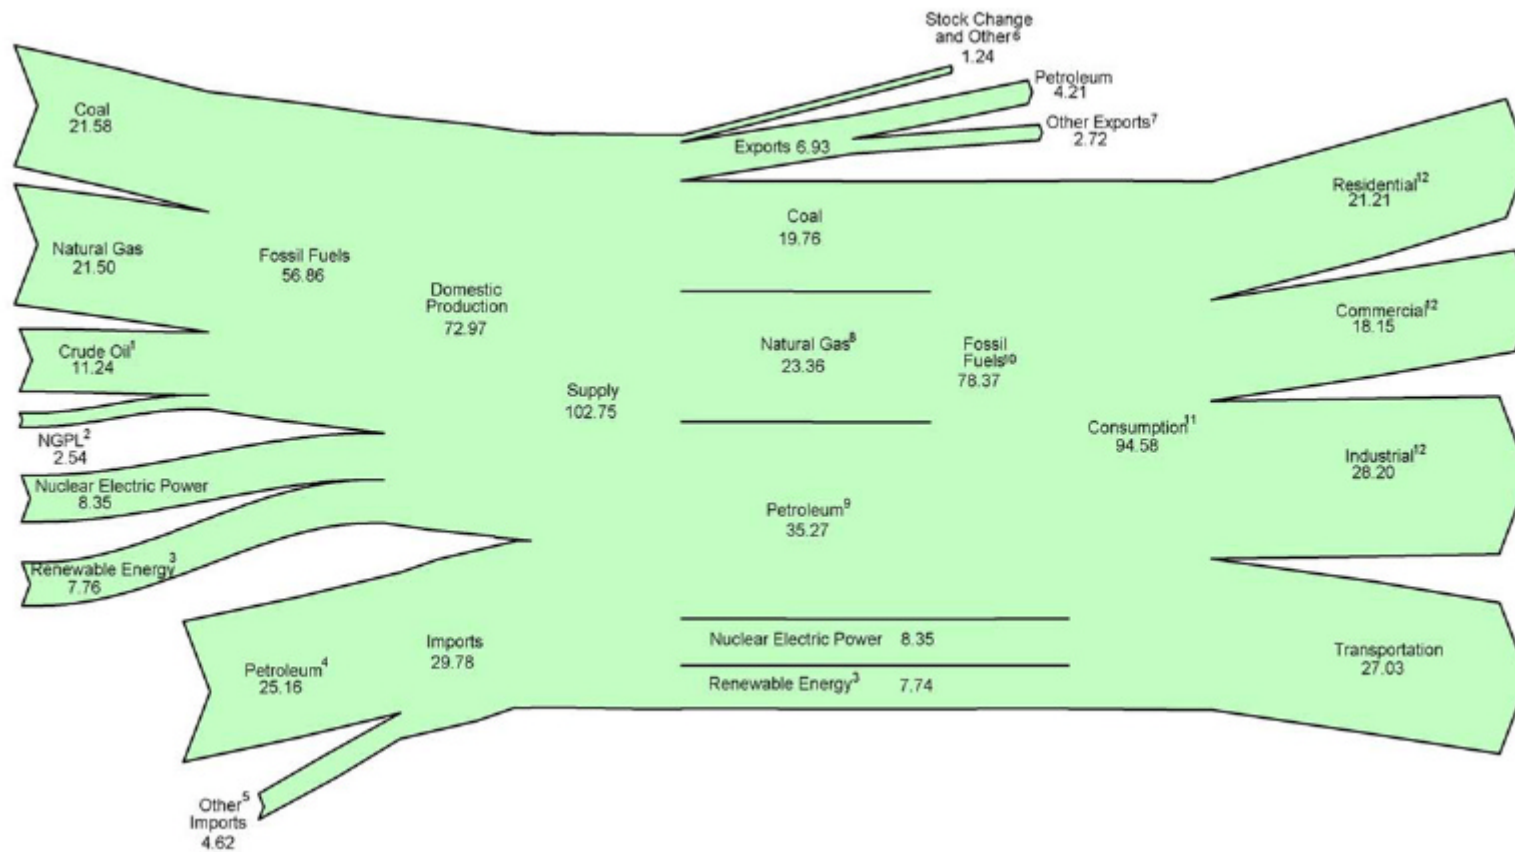 Stock Change
and Other⁶
1.24
Petroleum
4.21
Other Exports⁷
2.72
Exports 6.93
Coal
21.58
Natural Gas
21.50
Crude Oil¹
11.24
NGPL²
2.54
Nuclear Electric Power
8.35
Renewable Energy³
7.76
Fossil Fuels
56.86
Domestic
Production
72.97
Petroleum⁴
25.16
Other⁵
Imports
4.62
Imports
29.78
Supply
102.75
Coal
19.76
Natural Gas⁸
23.36
Petroleum⁹
35.27
Nuclear Electric Power 8.35
Renewable Energy³ 7.74
Fossil
Fuels¹⁰
78.37
Consumption¹¹
94.58
Residential¹²
21.21
Commercial¹²
18.15
Industrial¹²
28.20
Transportation
27.03